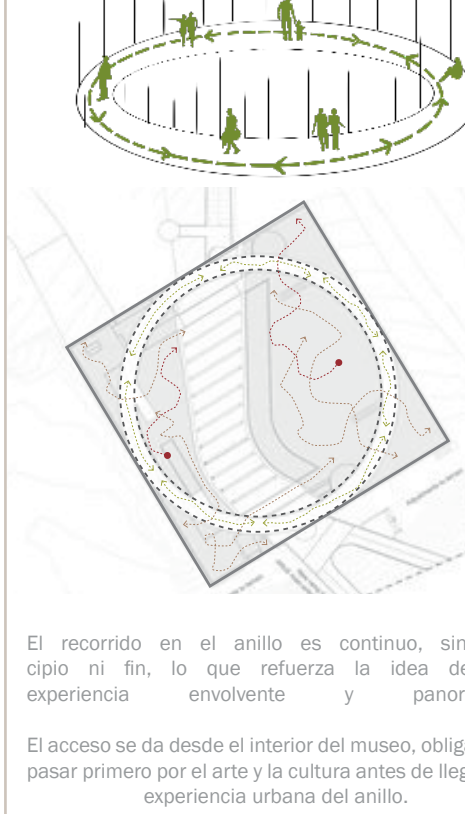 El recorrido en el anillo es continuo, sin
cipio ni fin, lo que refuerza la idea de
experiencia envolvente y panor
El acceso se da desde el interior del museo, obliga
pasar primero por el arte y la cultura antes de lleg
experiencia urbana del anillo.